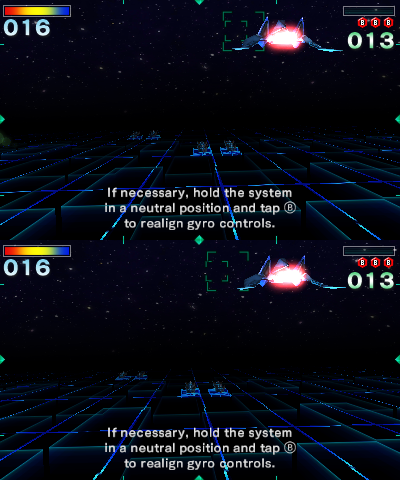 016
B B B
013
If necessary, hold the system
in a neutral position and tap Ⓑ
to realign gyro controls.
016
B B B
013
If necessary, hold the system
in a neutral position and tap Ⓑ
to realign gyro controls.